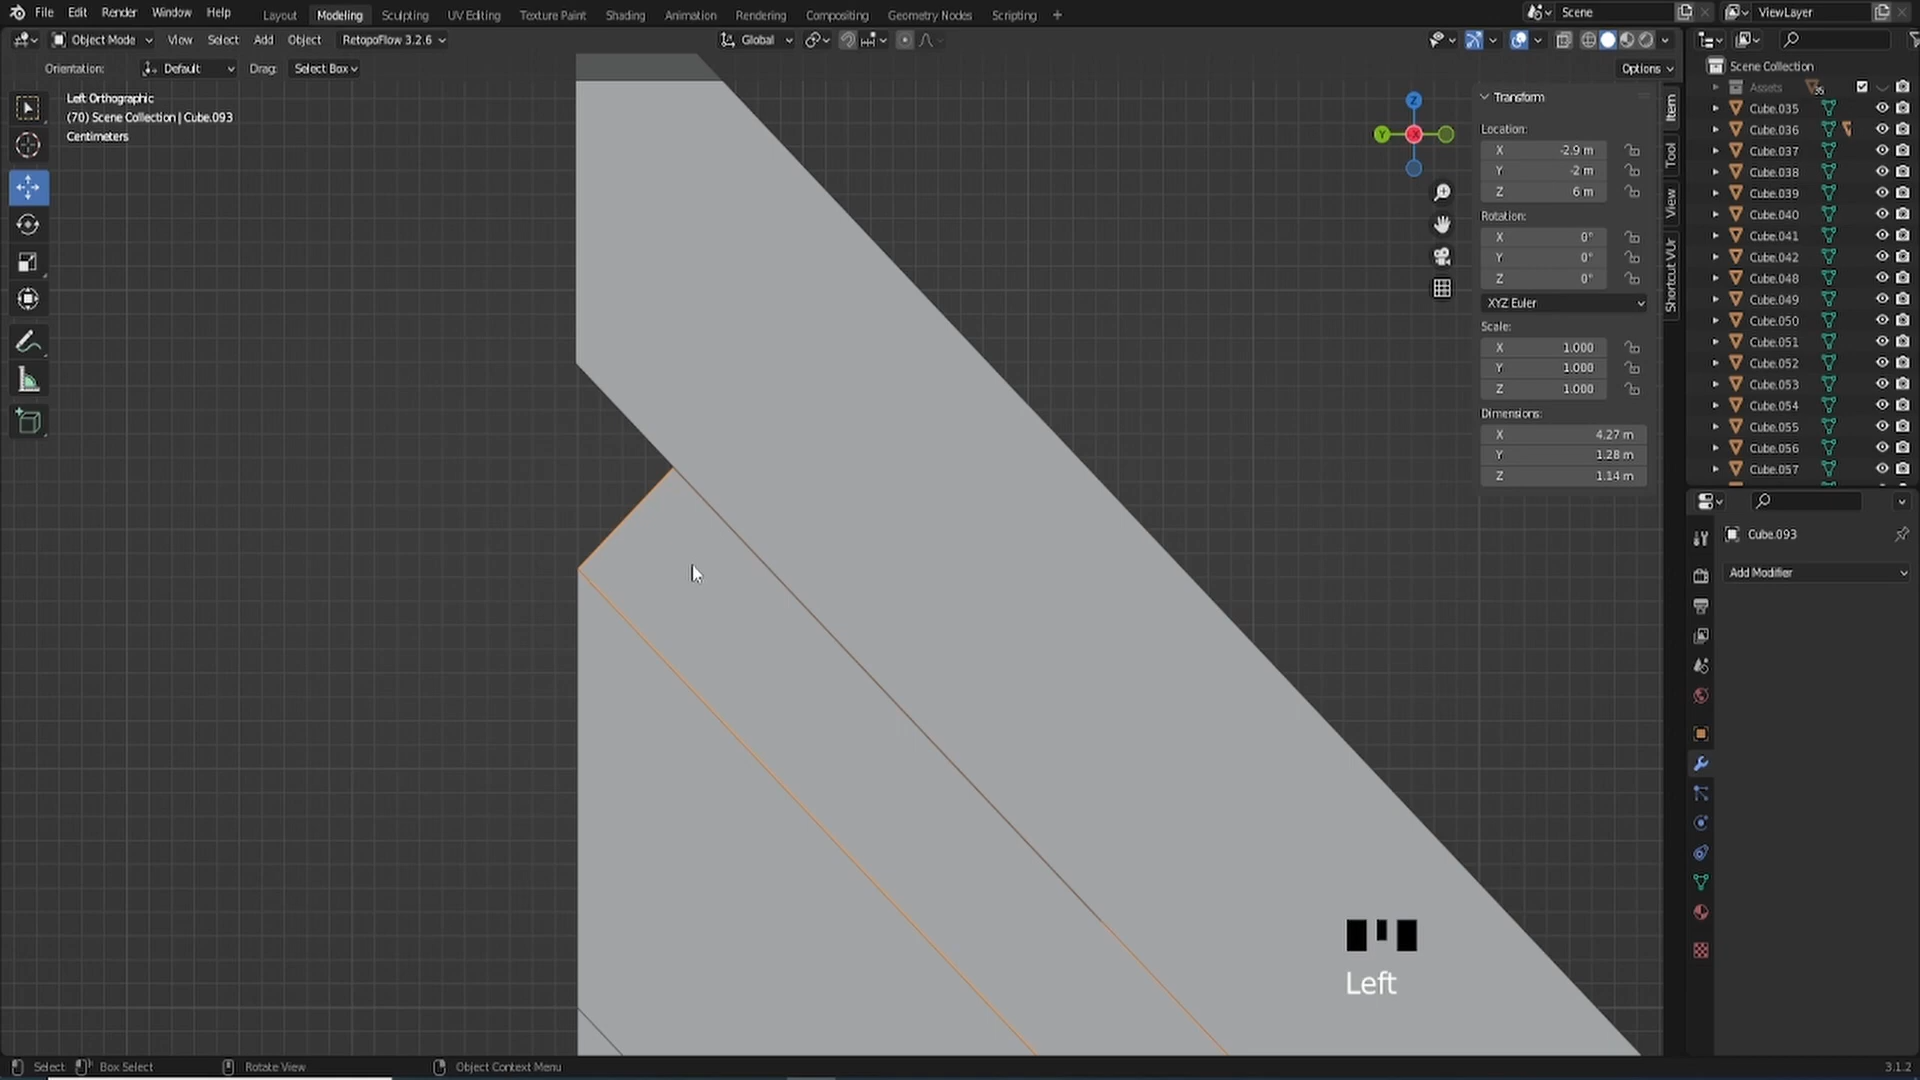 File Edit Render Window Help Layout Modeling Sculpting UV Editing Texture Paint Shading Animation Rendering Compositing Geometry Nodes Scripting + Scene ViewLayer
Object Mode View Select Add Object RetopoFlow 3.2.6 Global
Orientation: Default Drag: Select Box Options
Left Orthographic
(70) Scene Collection | Cube.093
Centimeters
Z
Y
X
Transform
Location:
X -2.9 m
Y -2 m
Z 6 m
Rotation:
X 0°
Y 0°
Z 0°
XYZ Euler
Scale:
X 1.000
Y 1.000
Z 1.000
Dimensions:
X 4.27 m
Y 1.28 m
Z 1.14 m
Item
Tool
View
Shortcut VUr
Scene Collection
Assets 35
Cube.035
Cube.036
Cube.037
Cube.038
Cube.039
Cube.040
Cube.041
Cube.042
Cube.048
Cube.049
Cube.050
Cube.051
Cube.052
Cube.053
Cube.054
Cube.055
Cube.056
Cube.057
Cube.093
Add Modifier
Left
Select Box Select Rotate View Object Context Menu 3.1.2